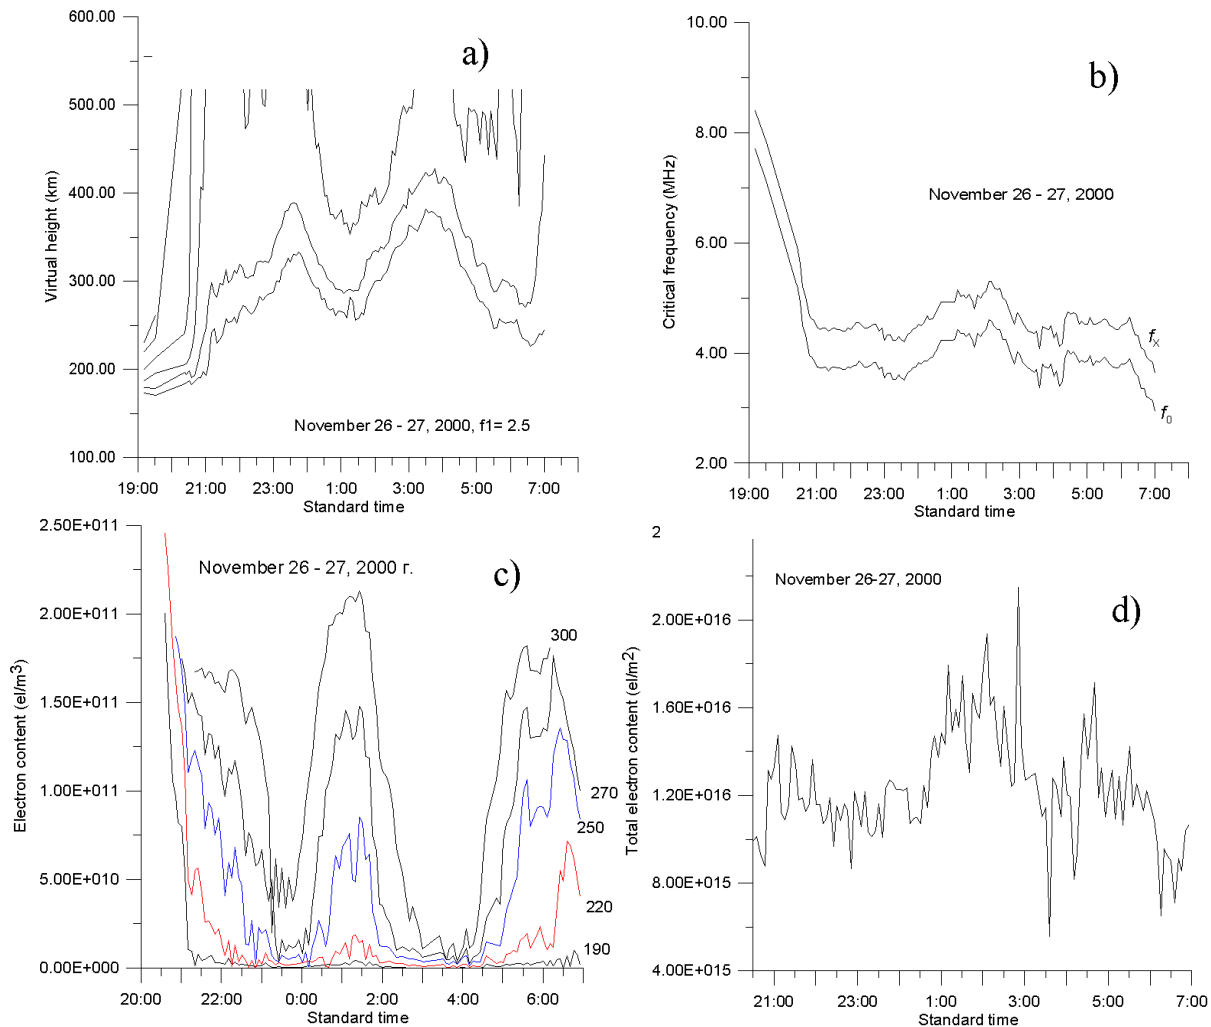 600.00
500.00
400.00
300.00
200.00
100.00
Virtual height (km)
a)
November 26 - 27, 2000, f1= 2.5
19:00 21:00 23:00 1:00 3:00 5:00 7:00
Standard time
10.00
8.00
6.00
4.00
2.00
Critical frequency (MHz)
b)
November 26 - 27, 2000
fx
f0
19:00 21:00 23:00 1:00 3:00 5:00 7:00
Standard time
2.50E+011
2.00E+011
1.50E+011
1.00E+011
5.00E+010
0.00E+000
Electron content (el/m³)
November 26 - 27, 2000 r.
c)
300
270
250
220
190
20:00 22:00 0:00 2:00 4:00 6:00
Standard time
2
2.00E+016
1.60E+016
1.20E+016
8.00E+015
4.00E+015
Total electron content (el/m²)
November 26-27, 2000
d)
21:00 23:00 1:00 3:00 5:00 7:00
Standard time